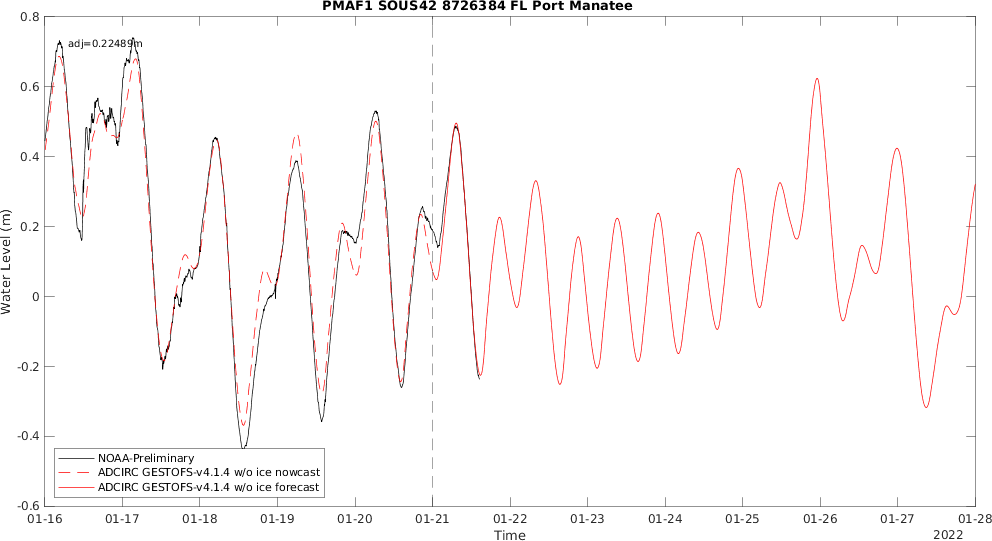 PMAF1 SOUS42 8726384 FL Port Manatee
adj=0.22489m
0.8
0.6
0.4
0.2
0
-0.2
-0.4
-0.6
Water Level (m)
NOAA-Preliminary
ADCIRC GESTOFS-v4.1.4 w/o ice nowcast
ADCIRC GESTOFS-v4.1.4 w/o ice forecast
01-16 01-17 01-18 01-19 01-20 01-21 01-22 01-23 01-24 01-25 01-26 01-27 01-28
Time
2022